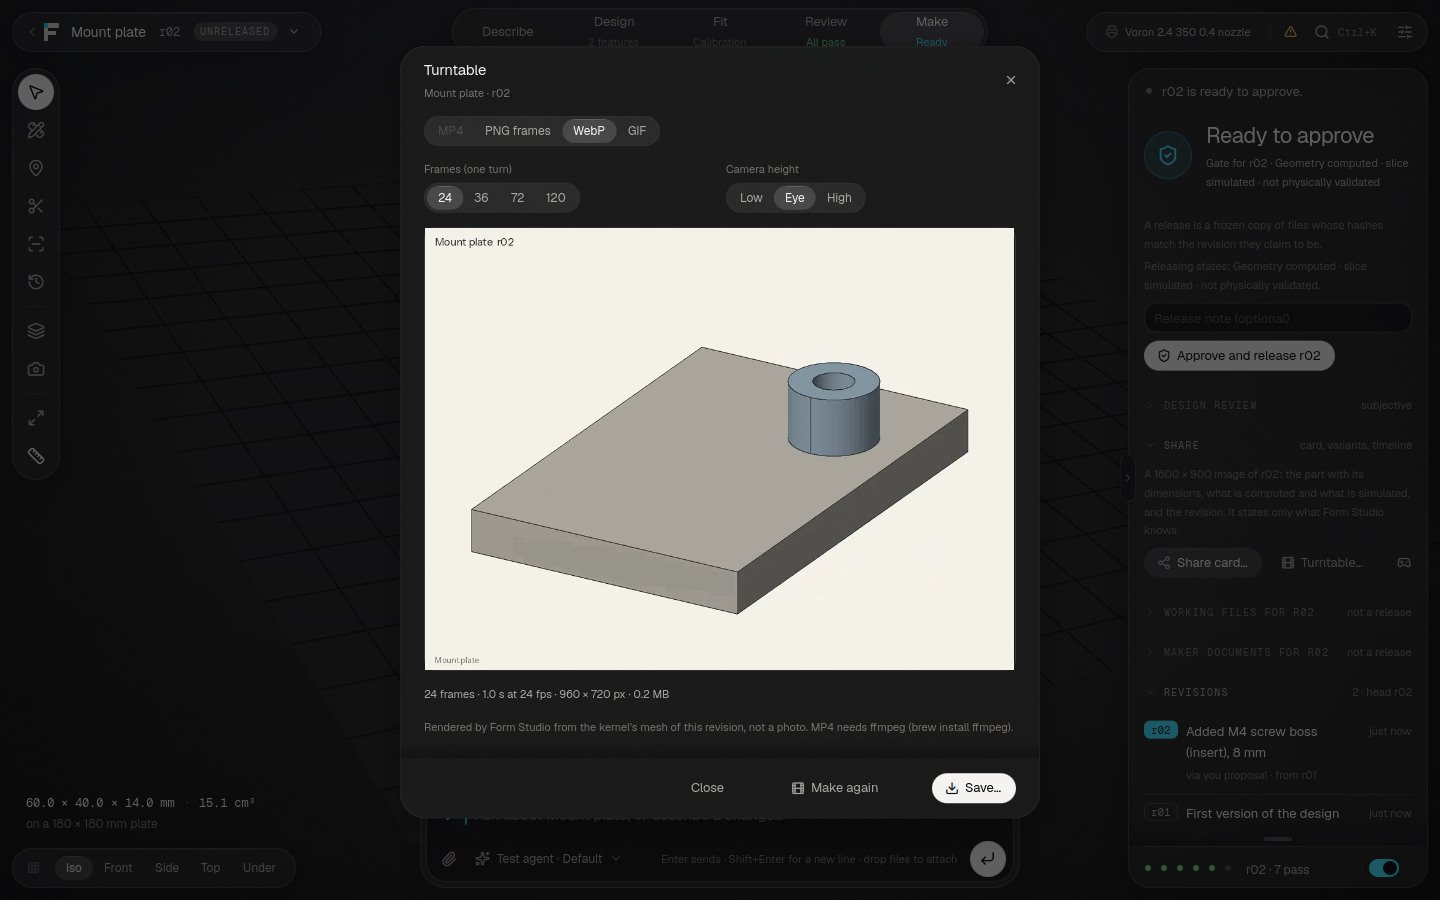 Mount plate r02 UNRELEASED
Describe
Design
2 features
Fit
Calibration
Review
All pass
Make
Ready
Voron 2.4 350 0.4 nozzle
Ctrl+K
Turntable
Mount plate · r02
MP4 PNG frames WebP GIF
Frames (one turn)
24 36 72 120
Camera height
Low Eye High
Mount plate r02
Mount plate
24 frames · 1.0 s at 24 fps · 960 × 720 px · 0.2 MB
Rendered by Form Studio from the kernel's mesh of this revision, not a photo. MP4 needs ffmpeg (brew install ffmpeg).
Close
Make again
Save…
r02 is ready to approve.
Ready to approve
Gate for r02 · Geometry computed · slice
simulated · not physically validated
A release is a frozen copy of files whose hashes
match the revision they claim to be.
Releasing states: Geometry computed · slice
simulated · not physically validated.
Release note (optional)
Approve and release r02
DESIGN REVIEW subjective
SHARE card, variants, timeline
A 1600 × 900 image of r02: the part with its
dimensions, what is computed and what is simulated,
and the revision. It states only what Form Studio
knows.
Share card…
Turntable…
WORKING FILES FOR R02 not a release
MAKER DOCUMENTS FOR R02 not a release
REVISIONS 2 · head r02
r02 Added M4 screw boss just now
(insert), 8 mm
via you proposal · from r01
r01 First version of the design just now
r02 · 7 pass
60.0 × 40.0 × 14.0 mm · 15.1 cm³
on a 180 × 180 mm plate
Iso Front Side Top Under
Test agent · Default
Enter sends · Shift+Enter for a new line · drop files to attach